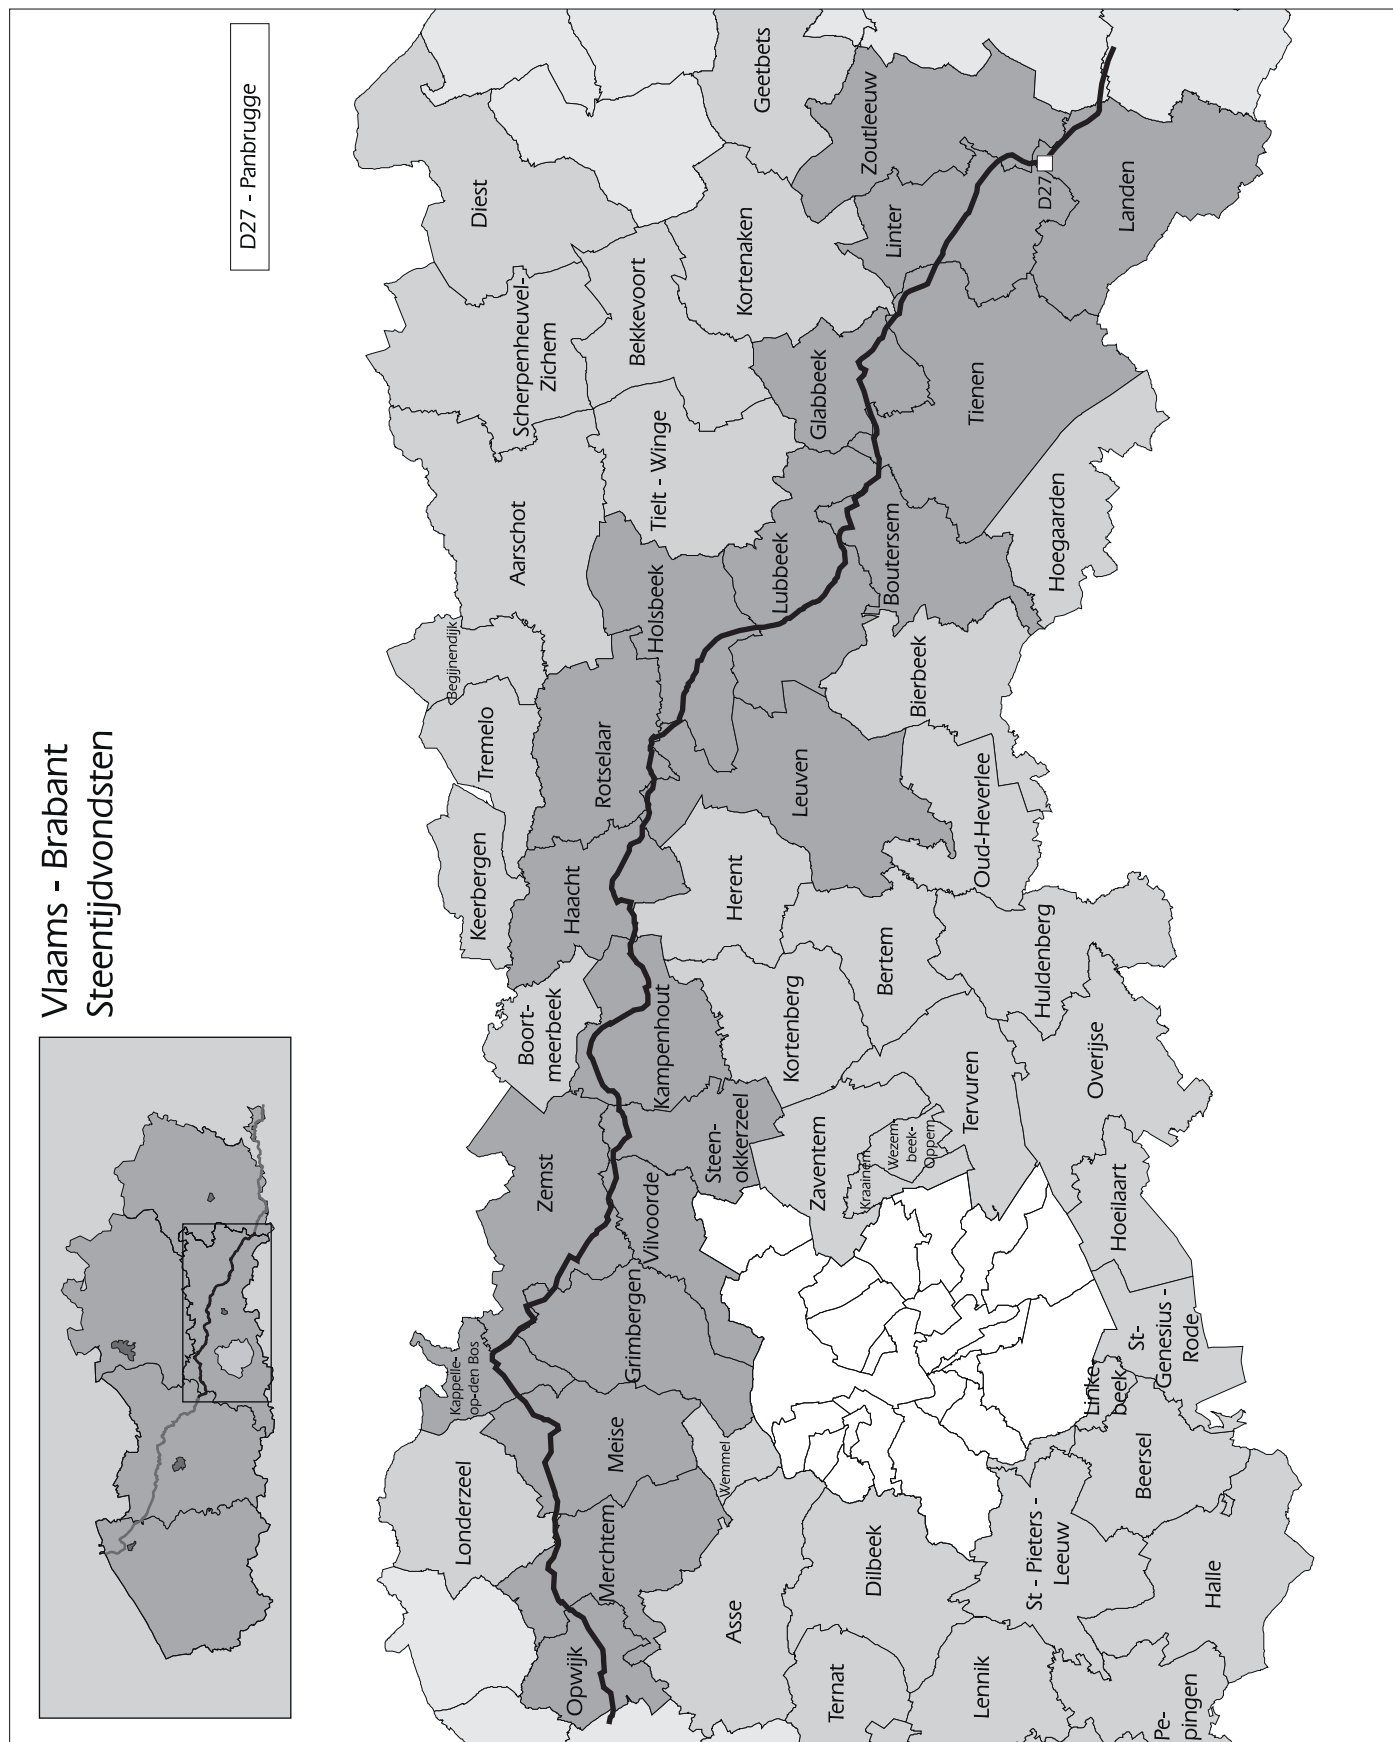 Vlaams - Brabant
Steentijdvondsten
D27 - Panbrugge
Londerzeel
Kappelle-
op-den Bos
Zemst
Boort-
meerbeek
Keerbergen
Tremelo
Begijnendijk
Aarschot
Scherpenheuvel-
Zichem
Diest
Opwijk
Merchtem
Meise
Grimbergen
Vilvoorde
Steen-
okkerzeel
Kampenhout
Haacht
Rotselaar
Holsbeek
Tielt - Winge
Bekkevoort
Kortenaken
Geetbets
Asse
Wemmel
Zaventem
Kraainem
Wezem-
beek-
Oppem
Kortenberg
Herent
Leuven
Lubbeek
Glabbeek
Linter
Zoutleeuw
Ternat
Dilbeek
Tervuren
Bertem
Oud-Heverlee
Bierbeek
Boutersem
Tienen
D27
Landen
Lennik
St - Pieters -
Leeuw
Beersel
Linke-
beek
St-
Genesius -
Rode
Hoeilaart
Overijse
Huldenberg
Hoegaarden
Pe-
pingen
Halle